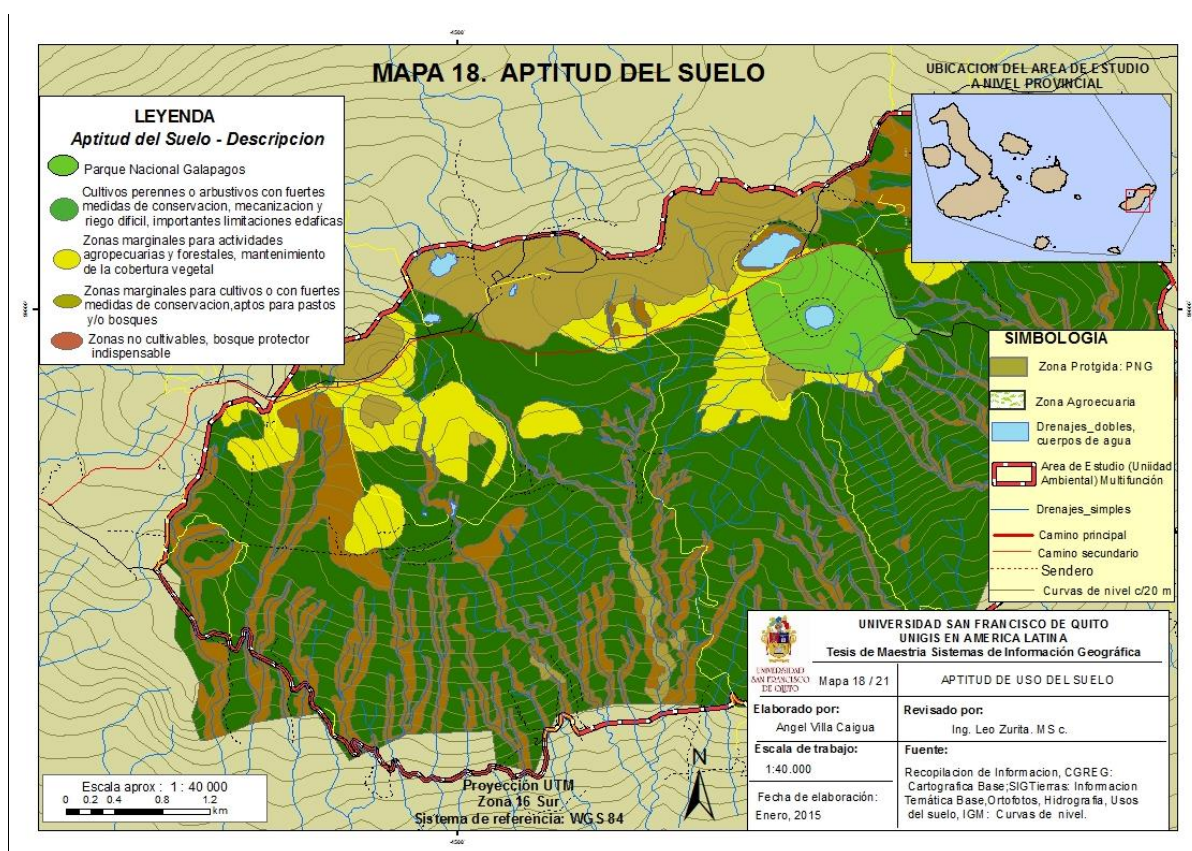 MAPA 18. APTITUD DEL SUELO
UBICACION DEL AREA DE ESTUDIO
A NIVEL PROVINCIAL
LEYENDA
Aptitud del Suelo - Descripcion
Parque Nacional Galapagos
Cultivos perennes o arbustivos con fuertes
medidas de conservacion, mecanizacion y
riego dificil, importantes limitaciones edaficas
Zonas marginales para actividades
agropecuarias y forestales, mantenimiento
de la cobertura vegetal
Zonas marginales para cultivos o con fuertes
medidas de conservacion,aptos para pastos
y/o bosques
Zonas no cultivables, bosque protector
indispensable
SIMBOLOGIA
Zona Protgida: PNG
Zona Agroecuaria
Drenajes_dobles,
cuerpos de agua
Area de Estudio (Uniidad
Ambiental) Multifunción
Drenajes_simples
Camino principal
Camino secundario
Sendero
Curvas de nivel c/20 m
UNIVERSIDAD SAN FRANCISCO DE QUITO
UNIGIS EN AMERICA LATINA
Tesis de Maestria Sistemas de Información Geográfica
UNIVERSIDAD
SAN FRANCISCO
DE QUITO
Mapa 18 / 21
APTITUD DE USO DEL SUELO
Elaborado por:
Angel Villa Caigua
Revisado por:
Ing. Leo Zurita. MS c.
Escala de trabajo:
1:40.000
Fuente:
Recopilacion de Informacion, CGREG:
Cartografica Base;SIGTierras: Informacion
Temática Base,Ortofotos, Hidrografia, Usos
del suelo, IGM: Curvas de nivel.
Fecha de elaboración:
Enero, 2015
N
Escala aprox : 1 : 40 000
0 0.2 0.4 0.8 1.2
km
Proyección UTM
Zona 16 Sur
Sistema de referencia: WGS 84